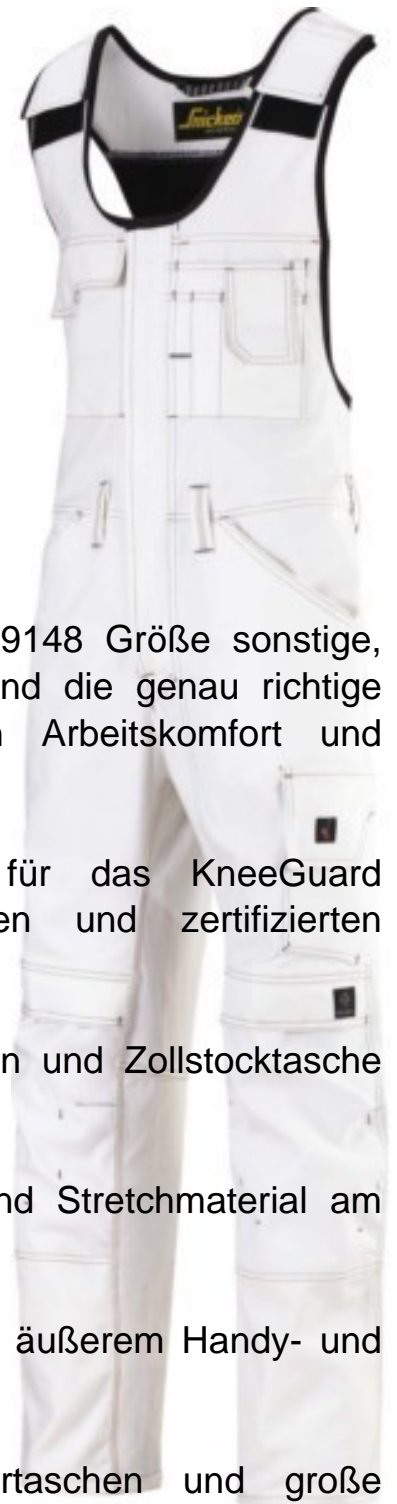 Snickers
9148 Größe sonstige,
nd die genau richtige
n Arbeitskomfort und
für das KneeGuard
en und zertifizierten
n und Zollstocktasche
nd Stretchmaterial am
äußerem Handy- und
rtaschen und große